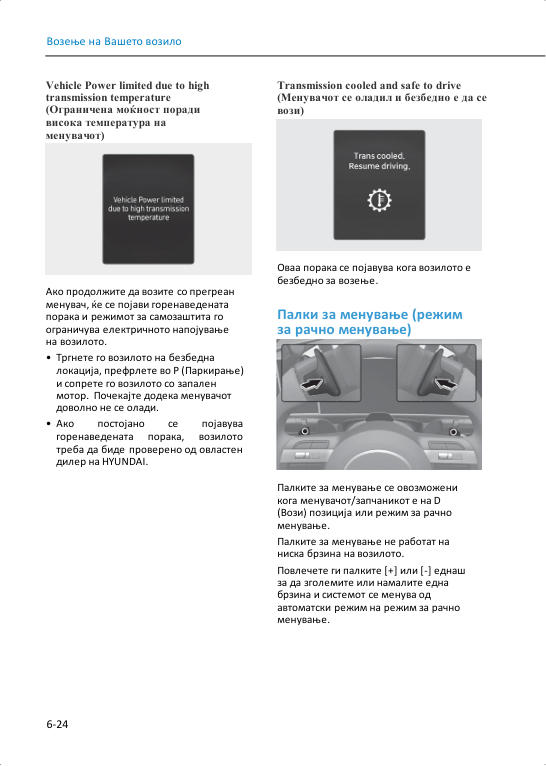 Возење на Вашето возило
Vehicle Power limited due to high
transmission temperature
(Ограничена моќност поради
висока температура на
менувачот)
Vehicle Power limited
due to high transmission
temperature
Ако продолжите да возите со прегреан
менувач, ќе се појави горенаведената
порака и режимот за самозаштита го
ограничува електричното напојување
на возилото.
• Тргнете го возилото на безбедна
локација, префрлете во P (Паркирање)
и сопрете го возилото со запален
мотор. Почекајте додека менувачот
доволно не се олади.
• Ако постојано се појавува
горенаведената порака, возилото
треба да биде проверено од овластен
дилер на HYUNDAI.
Transmission cooled and safe to drive
(Менувачот се оладил и безбедно е да се
вози)
Trans cooled.
Resume driving.
Оваа порака се појавува кога возилото е
безбедно за возење.
Палки за менување (режим
за рачно менување)
Палките за менување се овозможени
кога менувачот/запчаникот е на D
(Вози) позиција или режим за рачно
менување.
Палките за менување не работат на
ниска брзина на возилото.
Повлечете ги палките [+] или [-] еднаш
за да зголемите или намалите една
брзина и системот се менува од
автоматски режим на режим за рачно
менување.
6-24